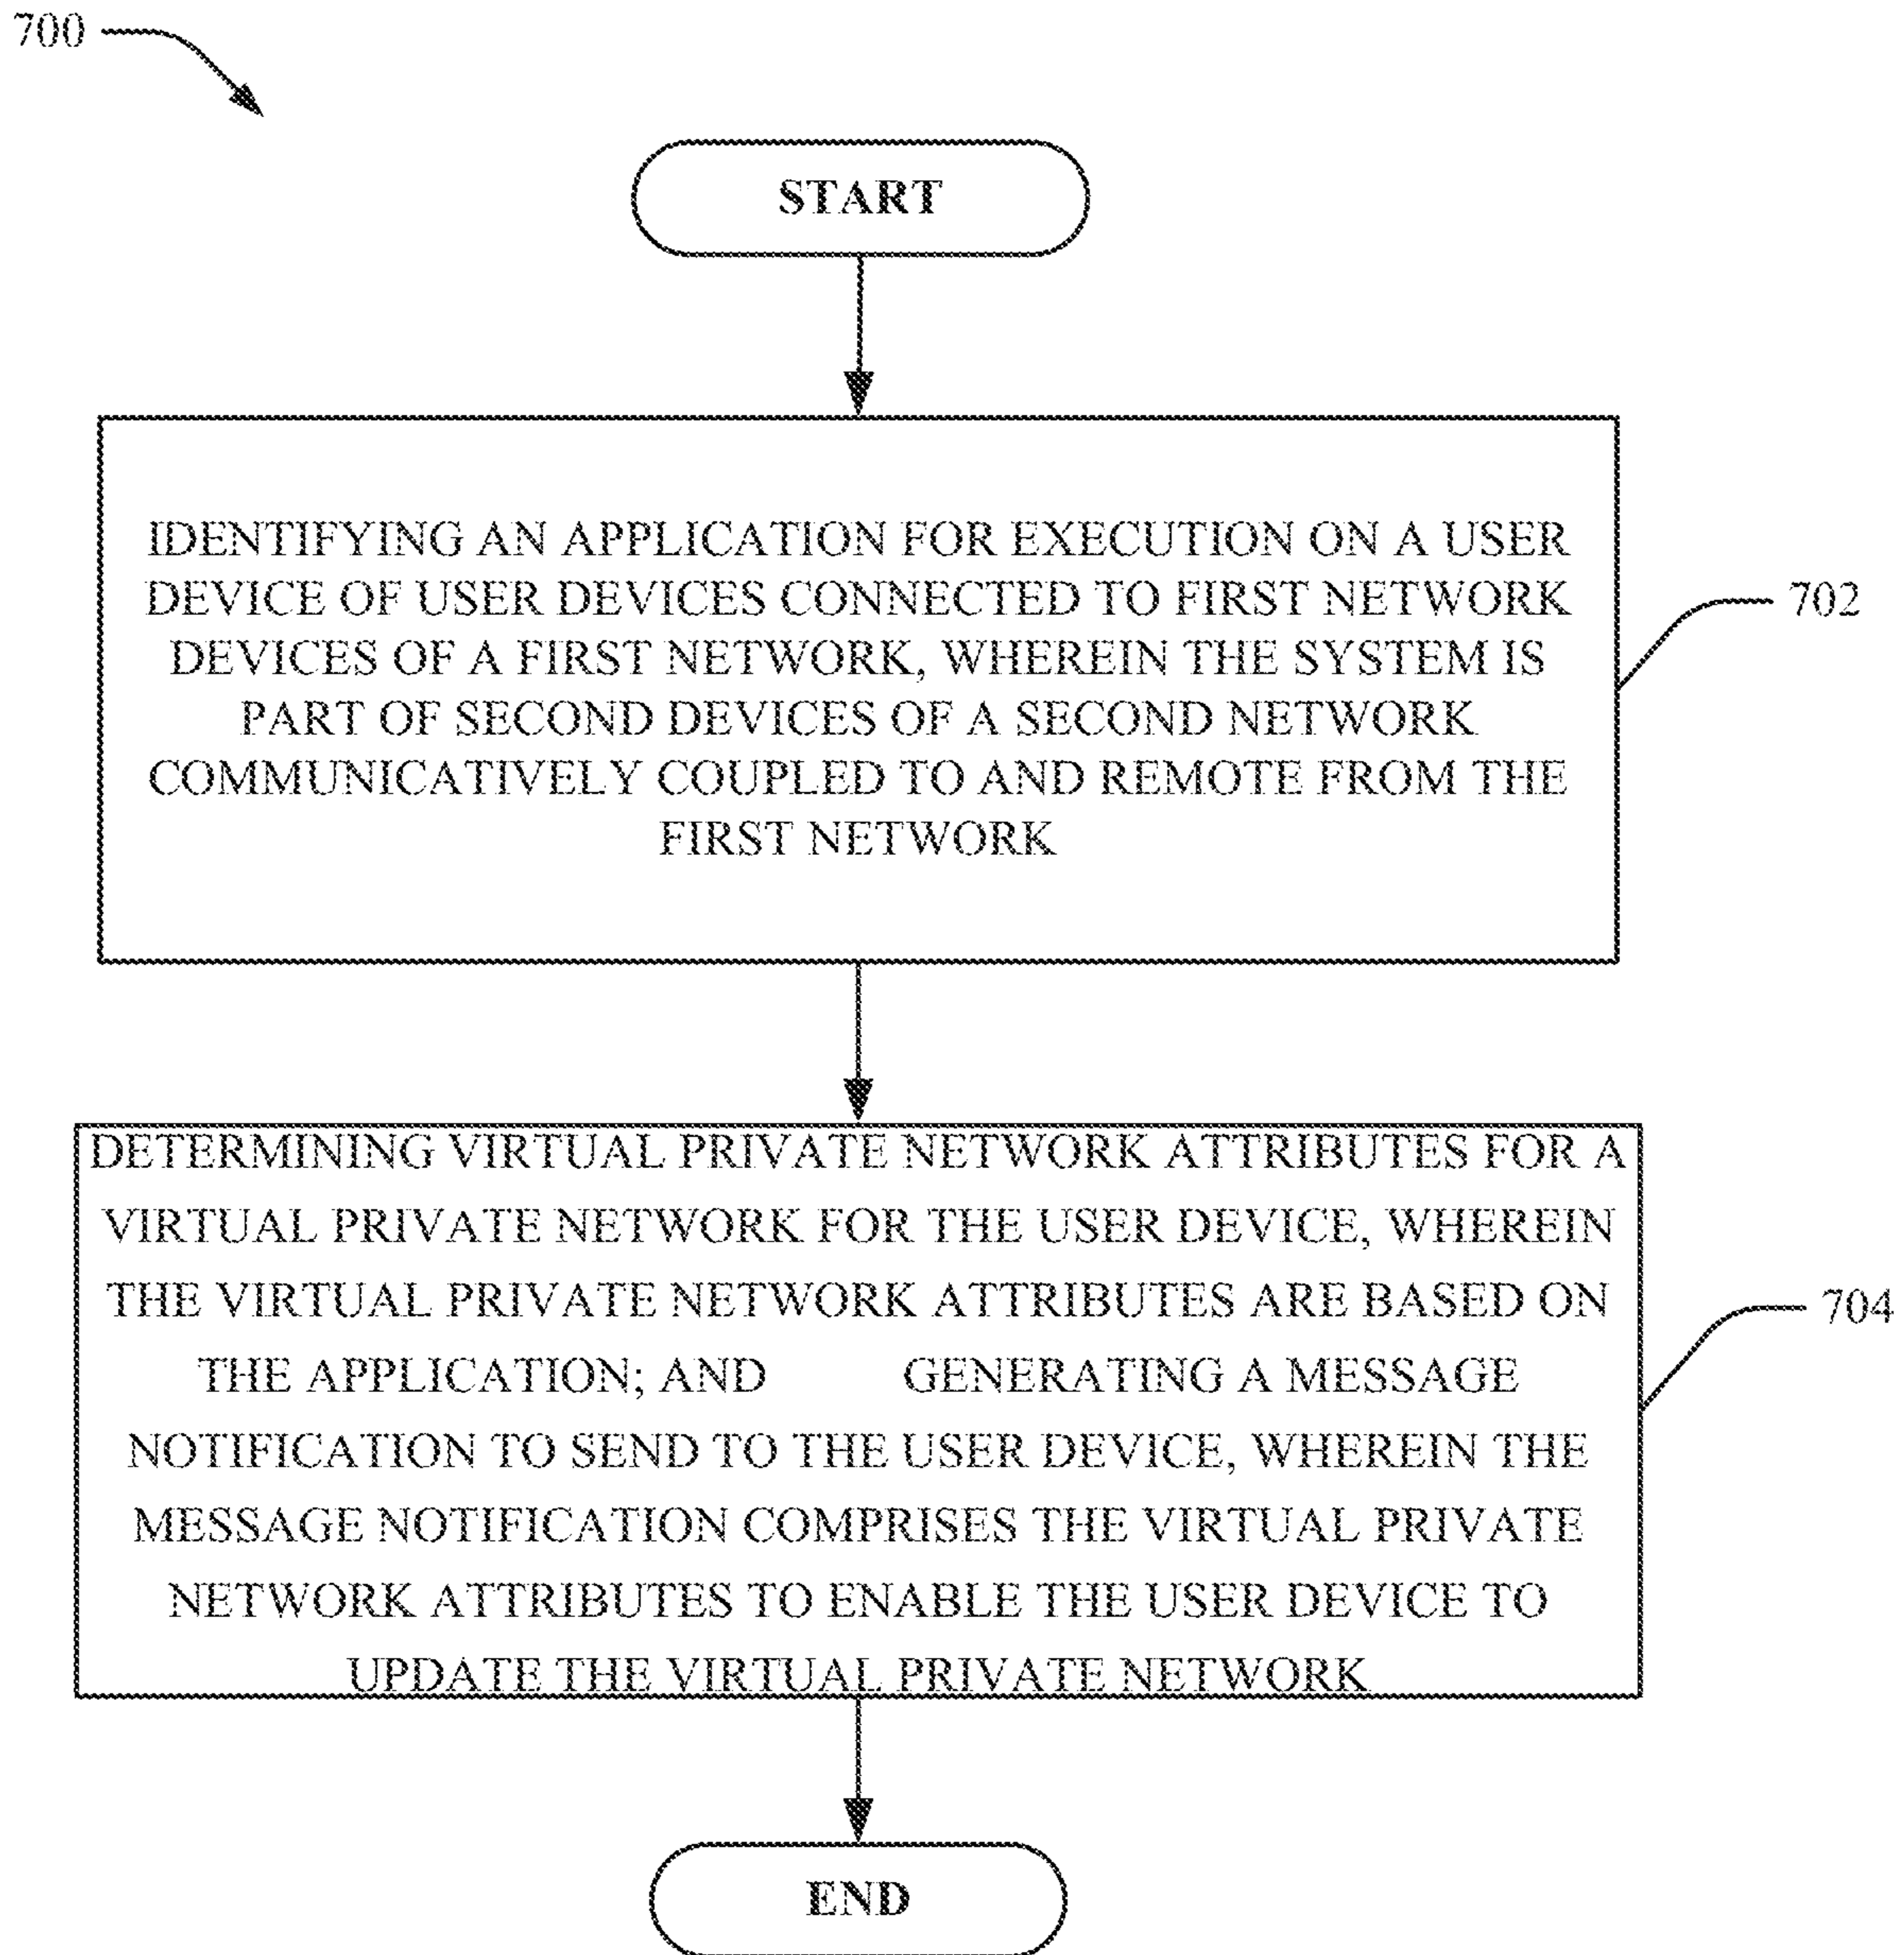 700
START
IDENTIFYING AN APPLICATION FOR EXECUTION ON A USER
DEVICE OF USER DEVICES CONNECTED TO FIRST NETWORK
DEVICES OF A FIRST NETWORK, WHEREIN THE SYSTEM IS
PART OF SECOND DEVICES OF A SECOND NETWORK
COMMUNICATIVELY COUPLED TO AND REMOTE FROM THE
FIRST NETWORK
702
DETERMINING VIRTUAL PRIVATE NETWORK ATTRIBUTES FOR A
VIRTUAL PRIVATE NETWORK FOR THE USER DEVICE, WHEREIN
THE VIRTUAL PRIVATE NETWORK ATTRIBUTES ARE BASED ON
THE APPLICATION; AND GENERATING A MESSAGE
NOTIFICATION TO SEND TO THE USER DEVICE, WHEREIN THE
MESSAGE NOTIFICATION COMPRISES THE VIRTUAL PRIVATE
NETWORK ATTRIBUTES TO ENABLE THE USER DEVICE TO
UPDATE THE VIRTUAL PRIVATE NETWORK
704
END